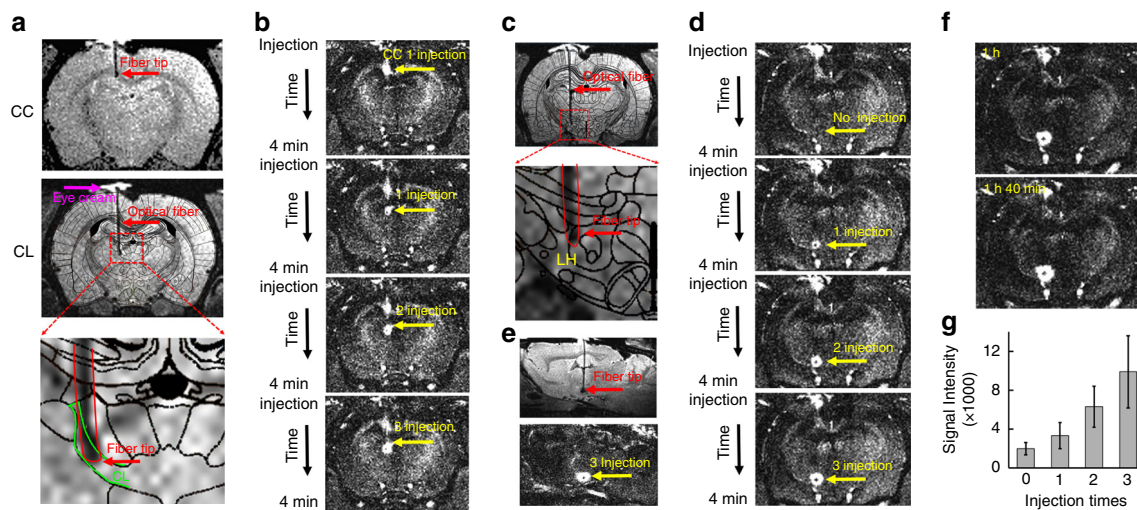 a
CC
Fiber tip
CL
Eye cream
Optical fiber
Fiber tip
CL
b
Injection
Time
4 min
CC 1 injection
injection
Time
4 min
1 injection
injection
Time
4 min
2 injection
injection
Time
4 min
3 Injection
c
Optical fiber
Fiber tip
LH
d
Injection
Time
4 min
No. injection
injection
Time
4 min
1
1 injection
injection
Time
4 min
1
2 injection
injection
Time
4 min
1
3 injection
e
Fiber tip
3 Injection
f
1 h
1 h 40 min
g
Signal Intensity
(×1000)
12
8
4
0
0 1 2 3
Injection times